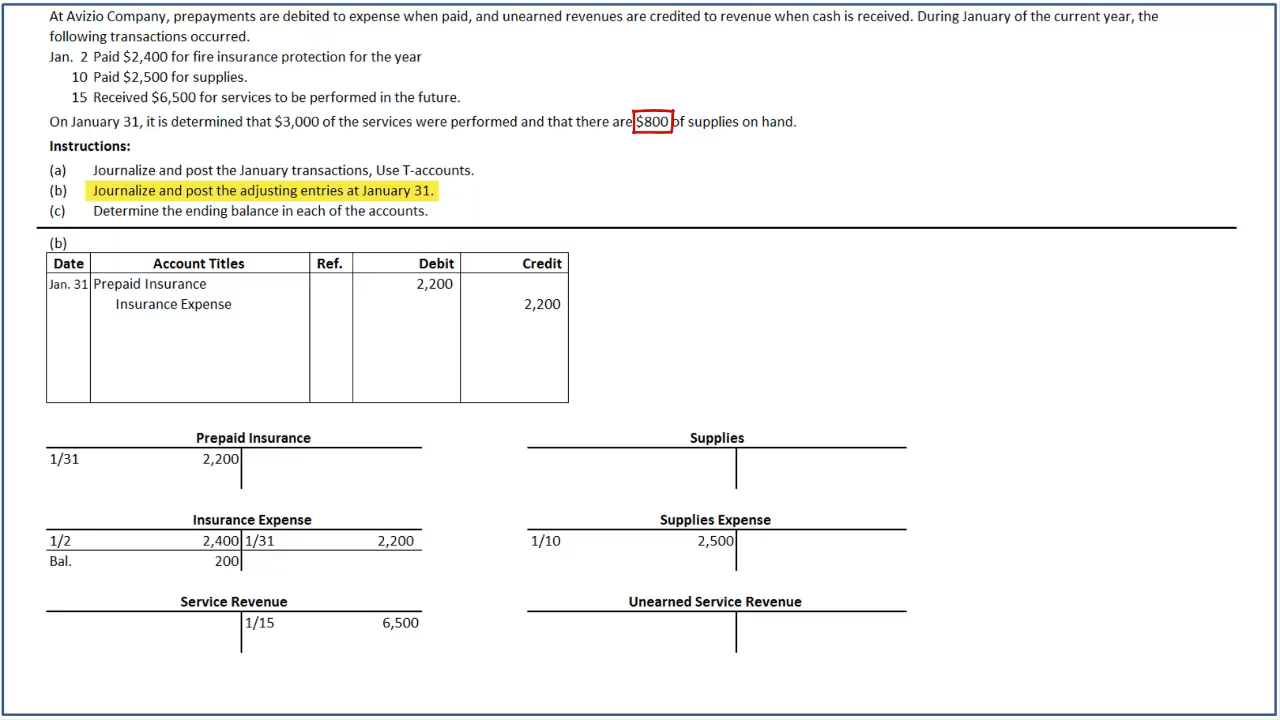 At Avizio Company, prepayments are debited to expense when paid, and unearned revenues are credited to revenue when cash is received. During January of the current year, the
following transactions occurred.
Jan. 2 Paid $2,400 for fire insurance protection for the year
10 Paid $2,500 for supplies.
15 Received $6,500 for services to be performed in the future.
On January 31, it is determined that $3,000 of the services were performed and that there are $800 of supplies on hand.
Instructions:
(a) Journalize and post the January transactions, Use T-accounts.
(b) Journalize and post the adjusting entries at January 31.
(c) Determine the ending balance in each of the accounts.
(b)
Date Account Titles Ref. Debit Credit
Jan. 31 Prepaid Insurance 2,200
Insurance Expense 2,200
Prepaid Insurance Supplies
1/31 2,200
Insurance Expense Supplies Expense
1/2 2,400 1/31 2,200 1/10 2,500
Bal. 200
Service Revenue Unearned Service Revenue
1/15 6,500